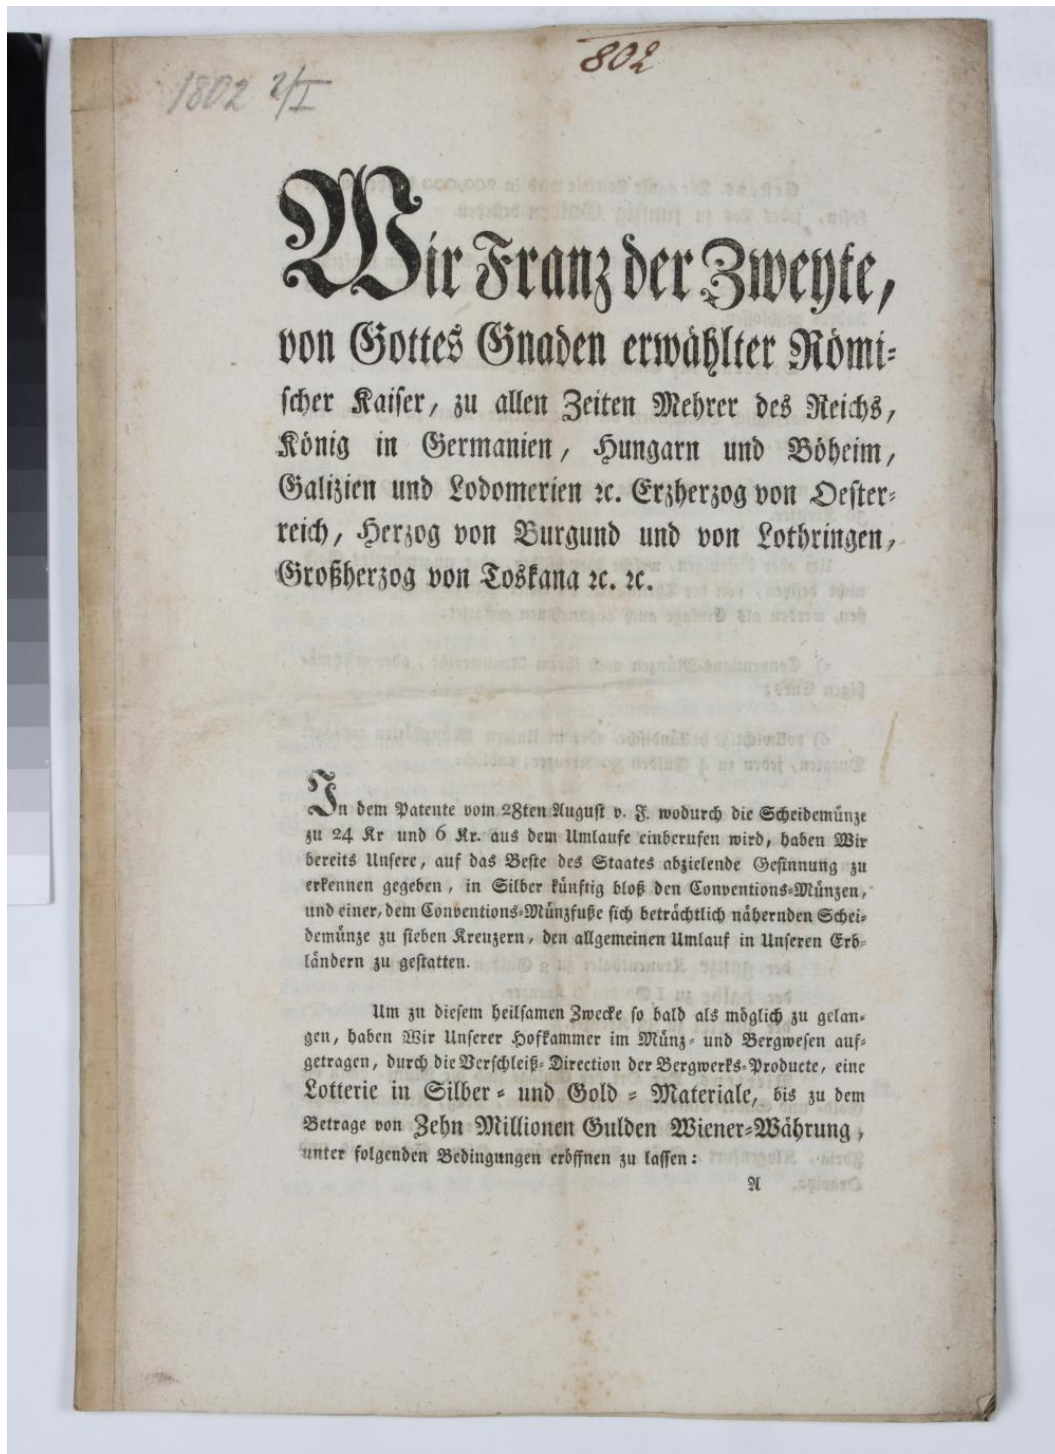 1802 2/I
802
Wir Franz der Zweyte,
von Gottes Gnaden erwählter Römi-
scher Kaiser, zu allen Zeiten Mehrer des Reichs,
König in Germanien, Hungarn und Böheim,
Galizien und Lodomerien ꝛc. Erzherzog von Oester-
reich, Herzog von Burgund und von Lothringen,
Großherzog von Toskana ꝛc. ꝛc.
In dem Patente vom 28ten August v. J. wodurch die Scheidemünze
zu 24 Kr und 6 Kr. aus dem Umlaufe einberufen wird, haben Wir
bereits Unsere, auf das Beste des Staates abzielende Gesinnung zu
erkennen gegeben, in Silber künftig bloß den Conventions-Münzen,
und einer, dem Conventions-Münzfuße sich beträchtlich nähernden Schei-
demünze zu sieben Kreuzern, den allgemeinen Umlauf in Unseren Erb-
ländern zu gestatten.
Um zu diesem heilsamen Zwecke so bald als möglich zu gelan-
gen, haben Wir Unserer Hofkammer im Münz- und Bergwesen auf-
getragen, durch die Verschleiß-Direction der Bergwerks-Producte, eine
Lotterie in Silber- und Gold-Materiale, bis zu dem
Betrage von Zehn Millionen Gulden Wiener-Währung,
unter folgenden Bedingungen eröffnen zu lassen:
A